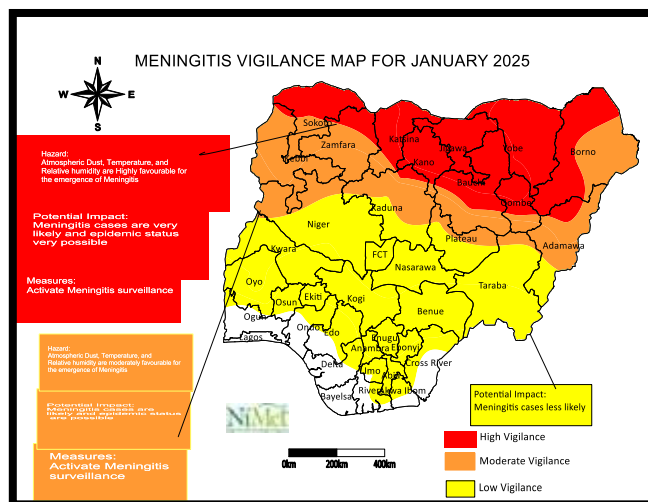 MENINGITIS VIGILANCE MAP FOR JANUARY 2025
N
W
E
S
Hazard:
Atmospheric Dust, Temperature, and
Relative humidity are Highly favourable for
the emergence of Meningitis
Potential Impact:
Meningitis cases are very
likely and epidemic status
very possible
Measures:
Activate Meningitis surveillance
Hazard:
Atmospheric Dust, Temperature, and
Relative humidity are moderately favourable for
the emergence of Meningitis
Potential Impact:
Meningitis cases are
likely and epidemic status
are possible
Measures:
Activate Meningitis
surveillance
Sokoto
Zamfara
Kebbi
Katsina
Kano
Jigawa
Yobe
Borno
Bauchi
Gombe
Kaduna
Adamawa
Niger
Plateau
Kwara
FCT
Nasarawa
Taraba
Oyo
Osun
Ekiti
Kogi
Benue
Ogun
Lagos
Ondo
Edo
Enugu
Anambra
Ebonyi
Delta
Imo
Abia
Cross River
Bayelsa
Rivers
Akwa Ibom
NiMet
0km
200km
400km
Potential Impact:
Meningitis cases less likely
High Vigilance
Moderate Vigilance
Low Vigilance